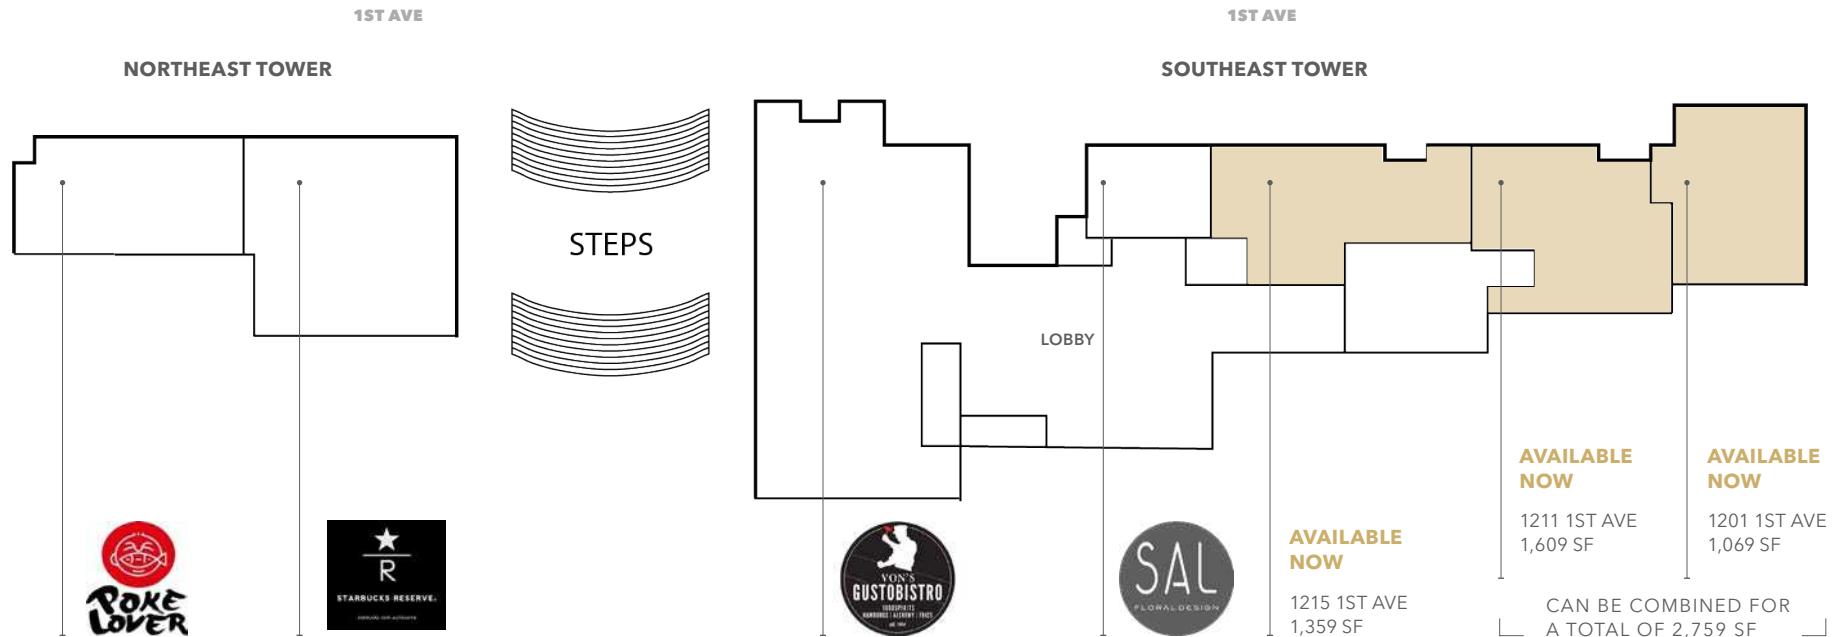 1ST AVE
1ST AVE
NORTHEAST TOWER
SOUTHEAST TOWER
STEPS
LOBBY
POKE
LOVER
R
STARBUCKS RESERVE.
VON'S
GUSTOBISTRO
SAL
FLORALDESIGN
AVAILABLE
NOW
1215 1ST AVE
1,359 SF
AVAILABLE
NOW
1211 1ST AVE
1,609 SF
AVAILABLE
NOW
1201 1ST AVE
1,069 SF
CAN BE COMBINED FOR
A TOTAL OF 2,759 SF